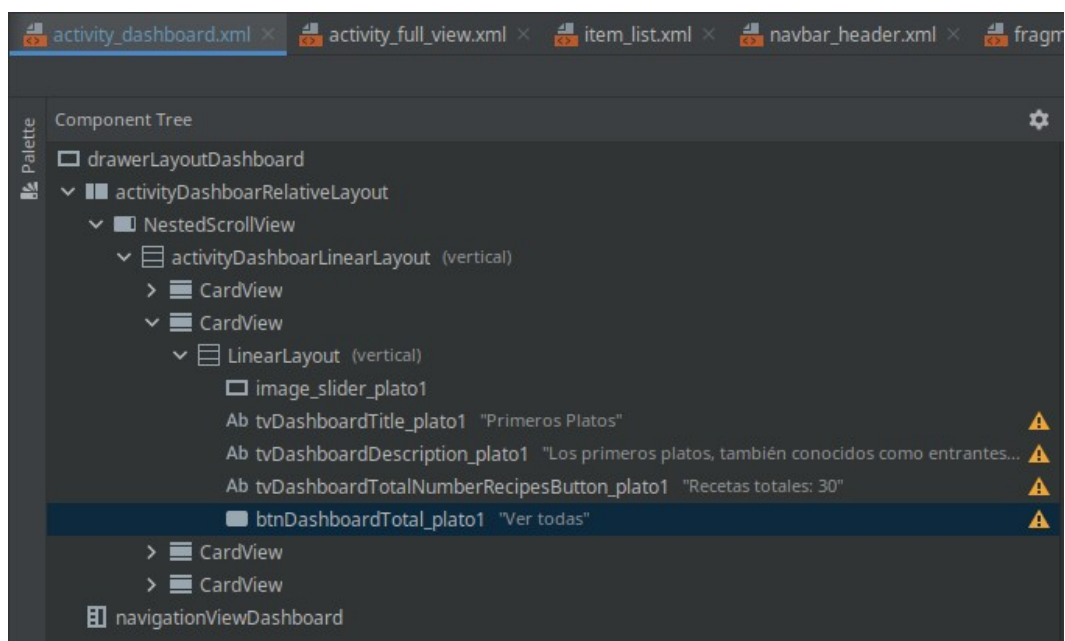 activity_dashboard.xml activity_full_view.xml item_list.xml navbar_header.xml fragm
Palette
Component Tree
drawerLayoutDashboard
activityDashboarRelativeLayout
NestedScrollView
activityDashboarLinearLayout (vertical)
CardView
CardView
LinearLayout (vertical)
image_slider_plato1
Ab tvDashboardTitle_plato1 "Primeros Platos"
Ab tvDashboardDescription_plato1 "Los primeros platos, también conocidos como entrantes...
Ab tvDashboardTotalNumberRecipesButton_plato1 "Recetas totales: 30"
btnDashboardTotal_plato1 "Ver todas"
CardView
CardView
navigationViewDashboard